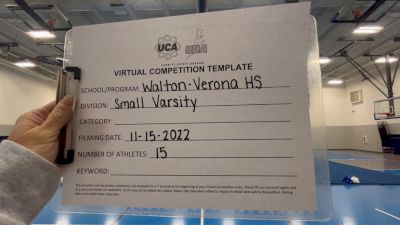 UCA
UDA
VIRTUAL COMPETITION TEMPLATE
SCHOOL/PROGRAM: Walton-Verona HS
DIVISION: Small Varsity
CATEGORY:
FILMING DATE: 11-15-2022
NUMBER OF ATHLETES: 15
KEYWORD: